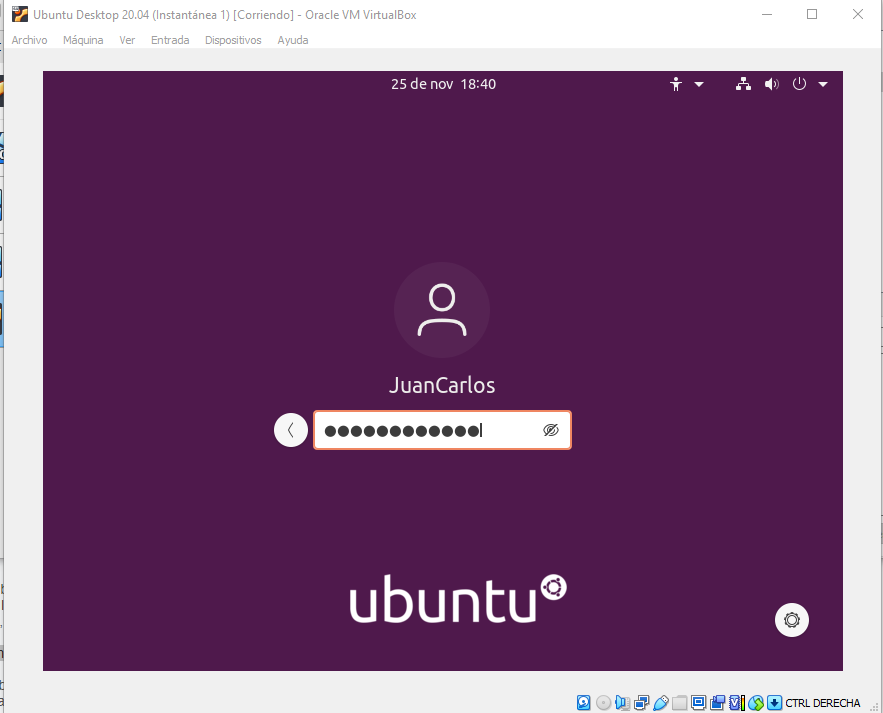 Ubuntu Desktop 20.04 (Instantánea 1) [Corriendo] - Oracle VM VirtualBox
Archivo Máquina Ver Entrada Dispositivos Ayuda
25 de nov 18:40
JuanCarlos
ubuntu
CTRL DERECHA